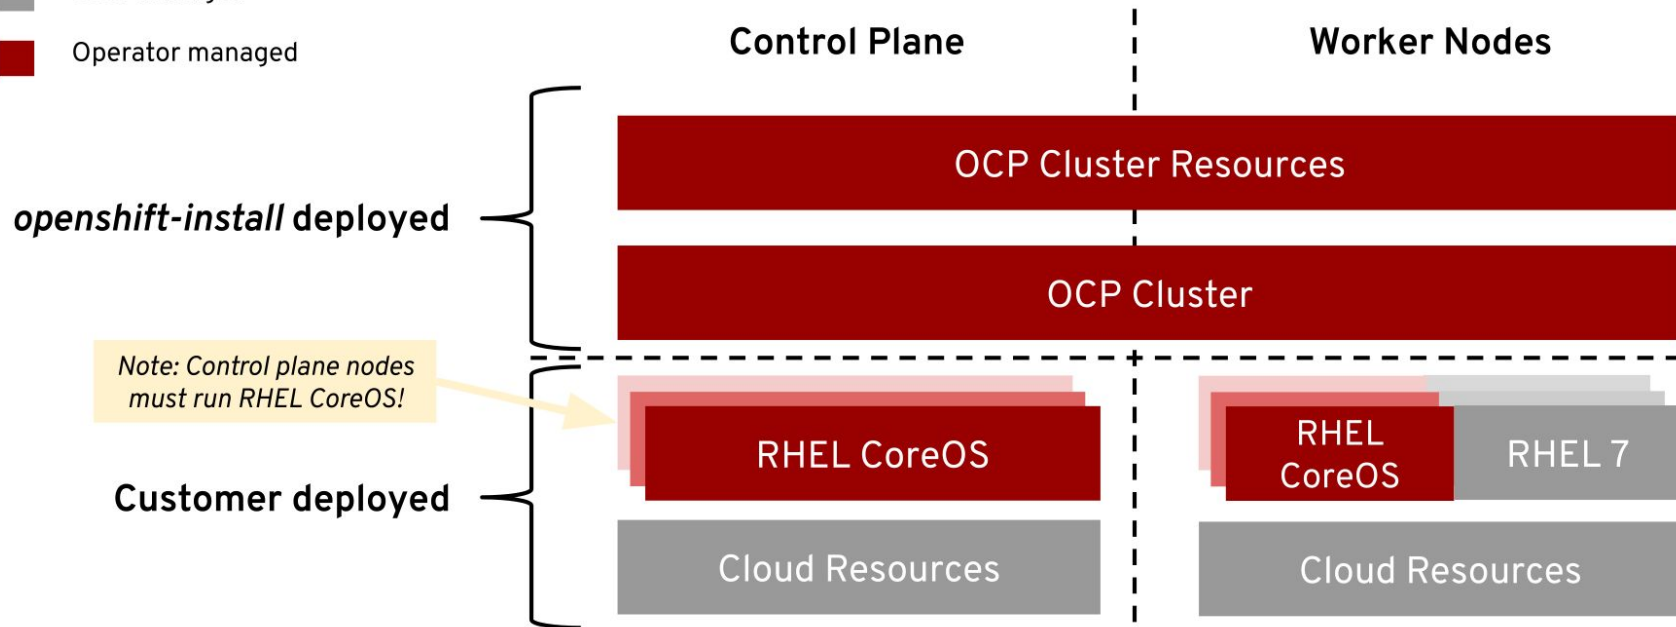 Operator managed
Control Plane
Worker Nodes
OCP Cluster Resources
openshift-install deployed
OCP Cluster
Note: Control plane nodes
must run RHEL CoreOS!
RHEL CoreOS
RHEL
CoreOS
RHEL 7
Customer deployed
Cloud Resources
Cloud Resources